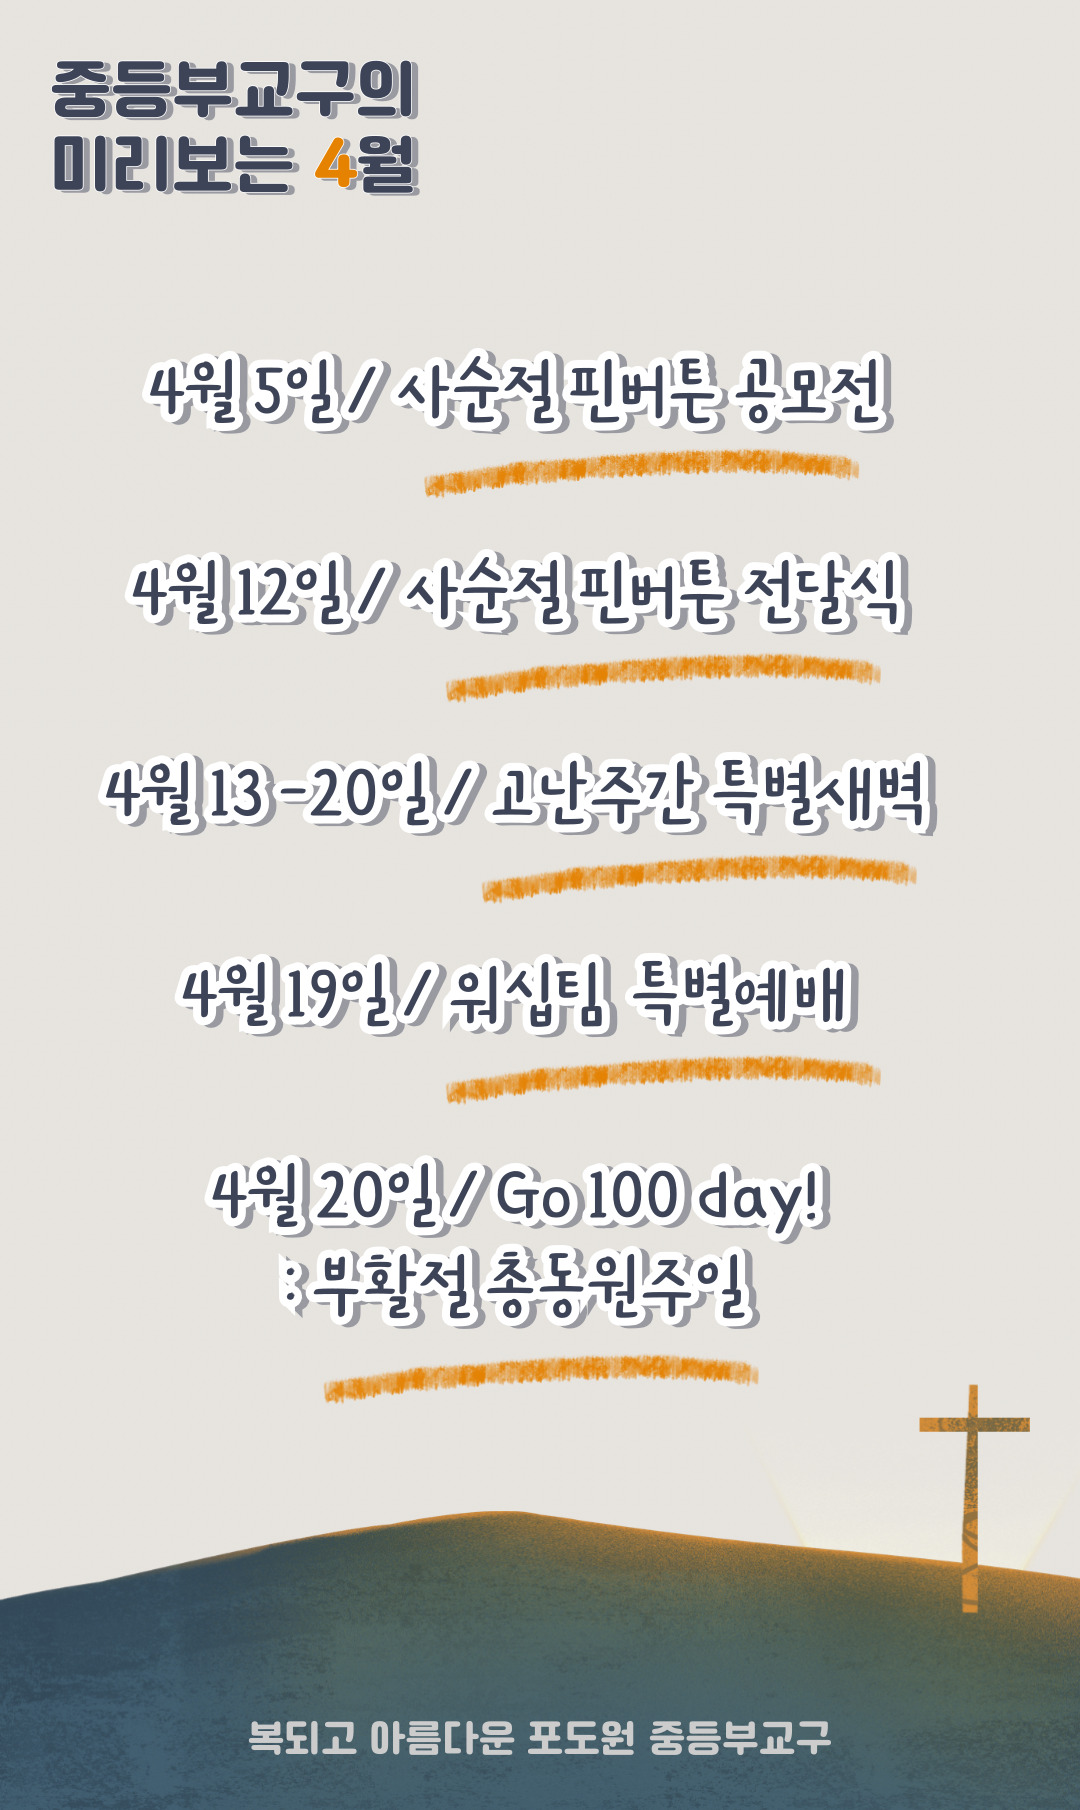 중등부교구의
미리보는 4월
4월 5일 / 사순절 핀버튼 공모전
4월 12일 / 사순절 핀버튼 전달식
4월 13 -20일 / 고난주간 특별새벽
4월 19일 / 워십팀 특별예배
4월 20일 / Go 100 day!
: 부활절 총동원주일
복되고 아름다운 포도원 중등부교구